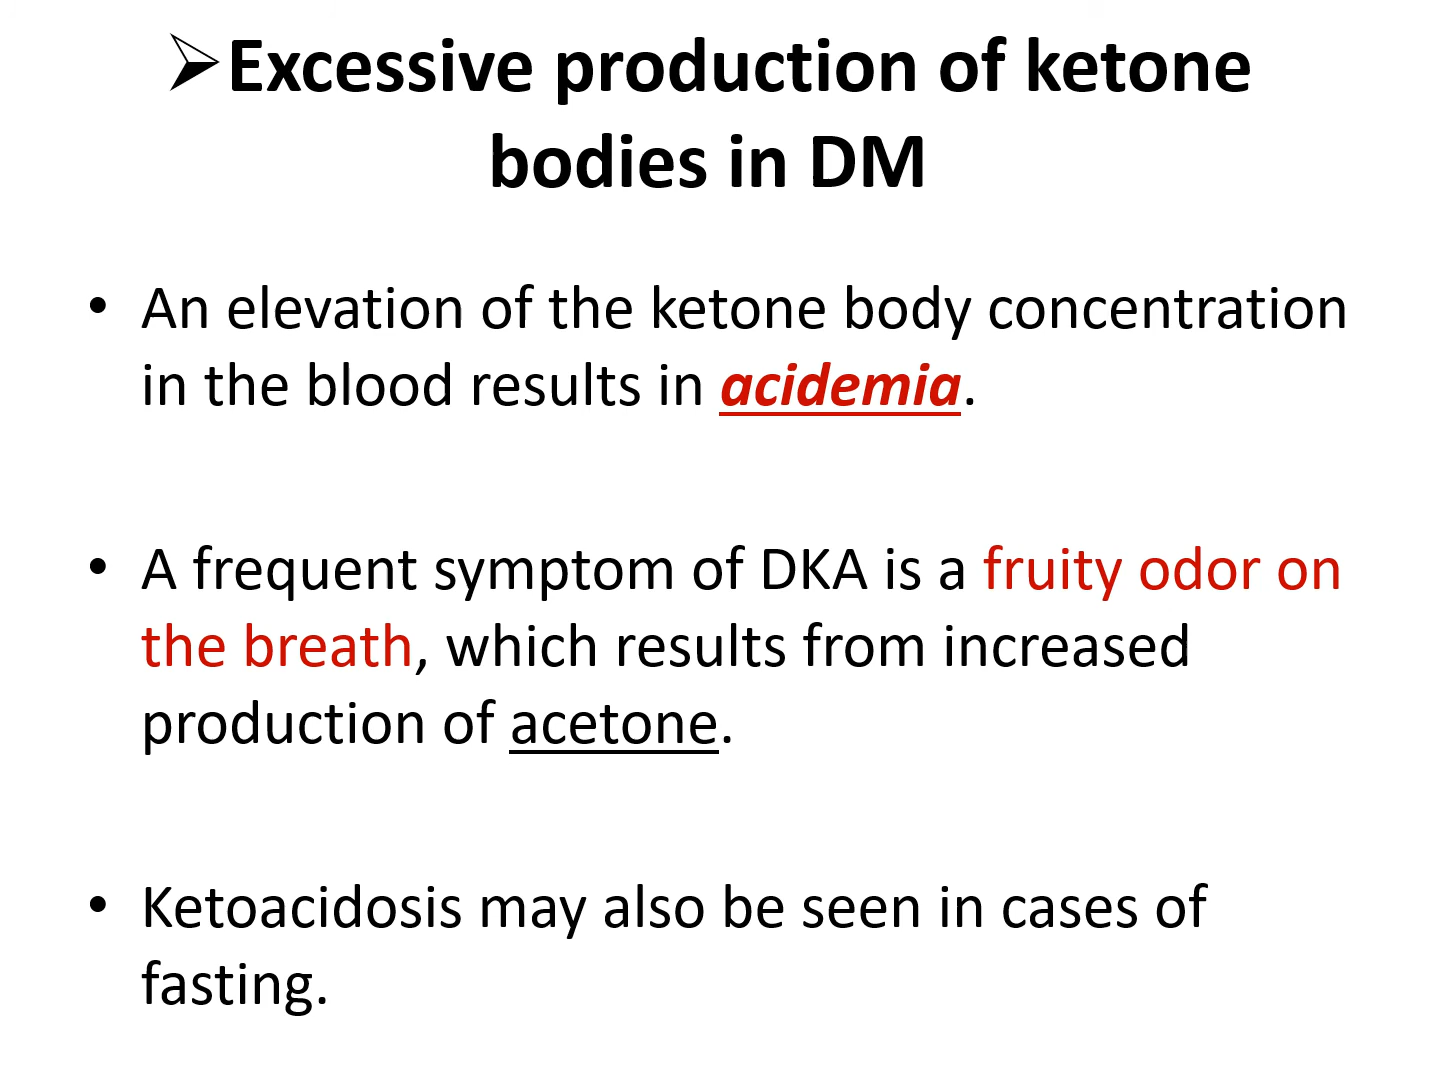 ➢Excessive production of ketone
bodies in DM
• An elevation of the ketone body concentration
in the blood results in acidemia.
• A frequent symptom of DKA is a fruity odor on
the breath, which results from increased
production of acetone.
• Ketoacidosis may also be seen in cases of
fasting.